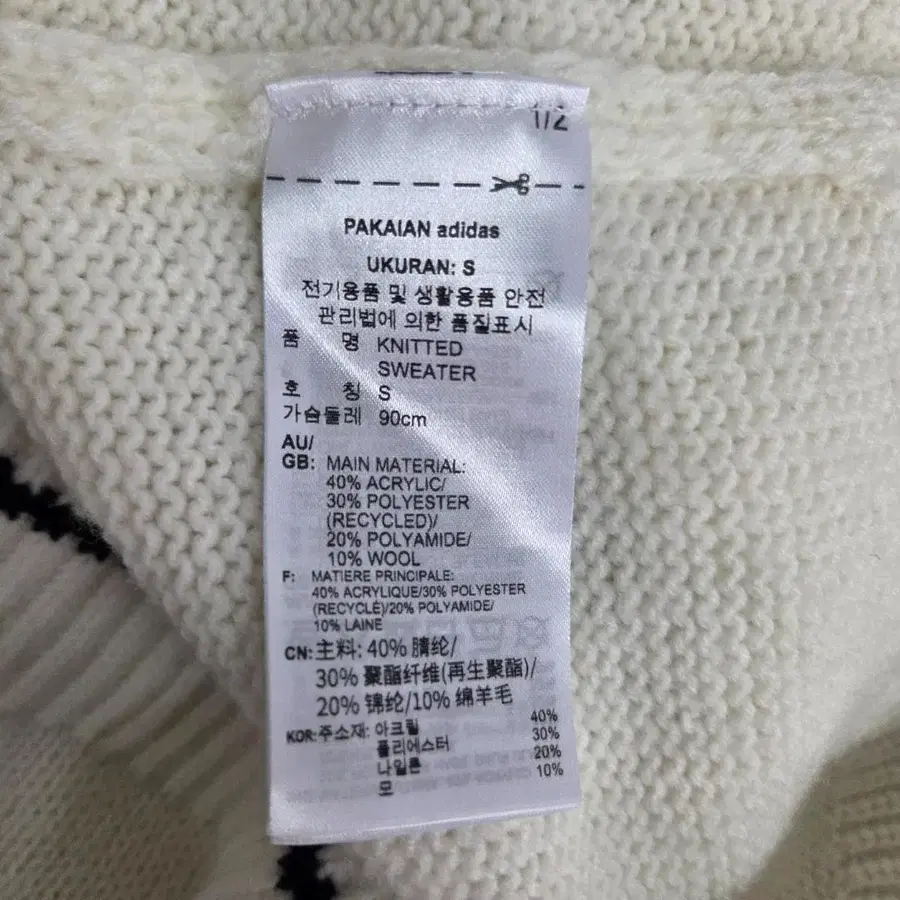 1/2
PAKAIAN adidas
UKURAN: S
전기용품 및 생활용품 안전
관리법에 의한 품질표시
품 명 KNITTED
SWEATER
호 칭 S
가슴둘레 90cm
AU/
GB: MAIN MATERIAL:
40% ACRYLIC/
30% POLYESTER
(RECYCLED)/
20% POLYAMIDE/
10% WOOL
F: MATIERE PRINCIPALE:
40% ACRYLIQUE/30% POLYESTER
(RECYCLÉ)/20% POLYAMIDE/
10% LAINE
CN: 主料: 40% 腈纶/
30% 聚酯纤维(再生聚酯)/
20% 锦纶/10% 绵羊毛
KOR: 주소재: 아크릴 40%
폴리에스터 30%
나일론 20%
모 10%